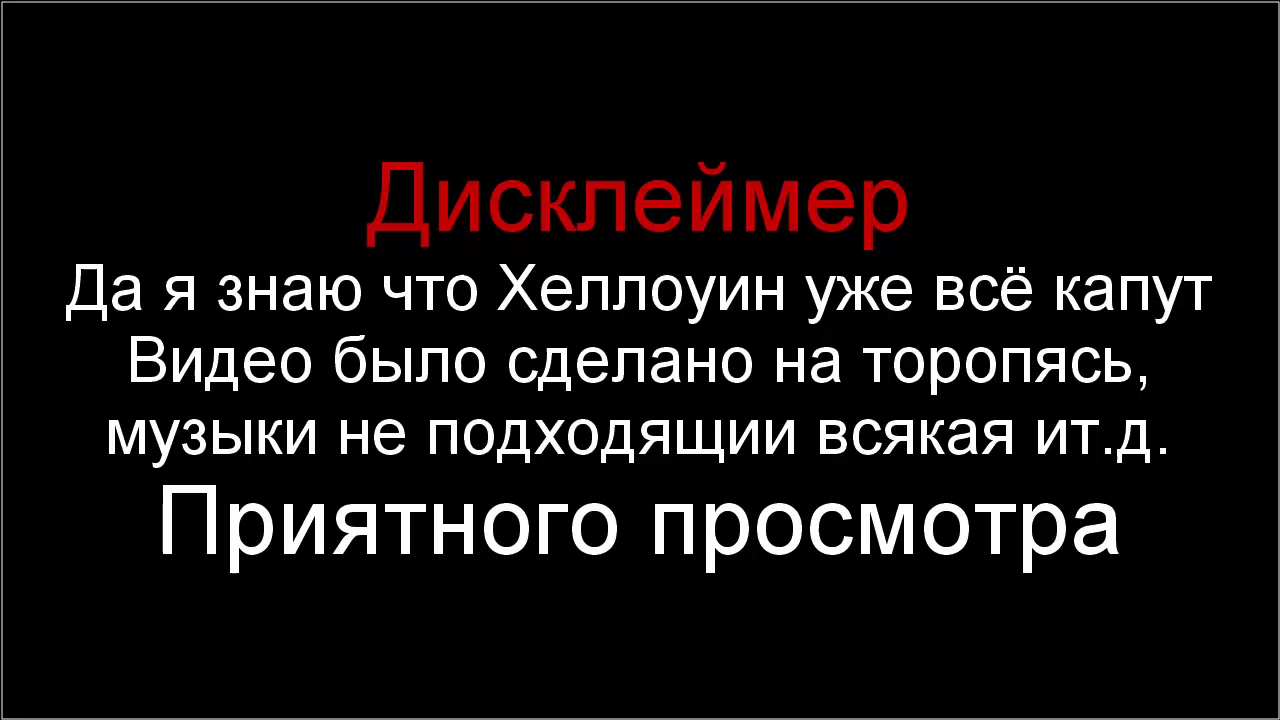 Дисклеймер
Да я знаю что Хеллоуин уже всё капут
Видео было сделано на торопясь,
музыки не подходящии всякая ит.д.
Приятного просмотра